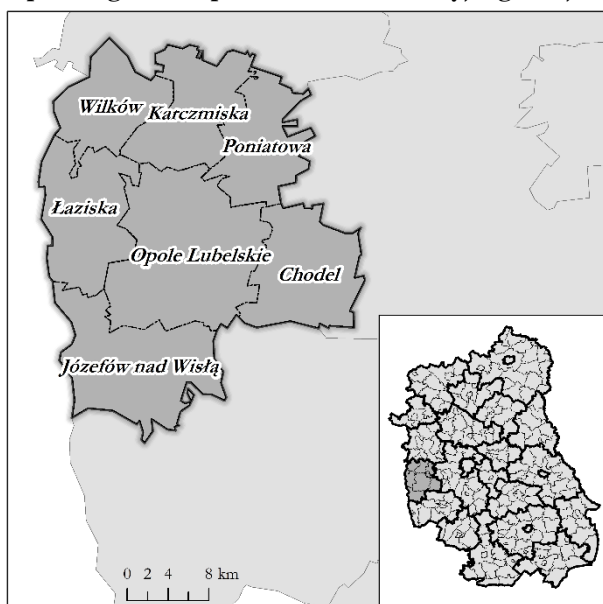 Wilków
Karczmiska
Poniatowa
Łaziska
Opole Lubelskie
Chodel
Józefów nad Wisłą
0 2 4 8 km